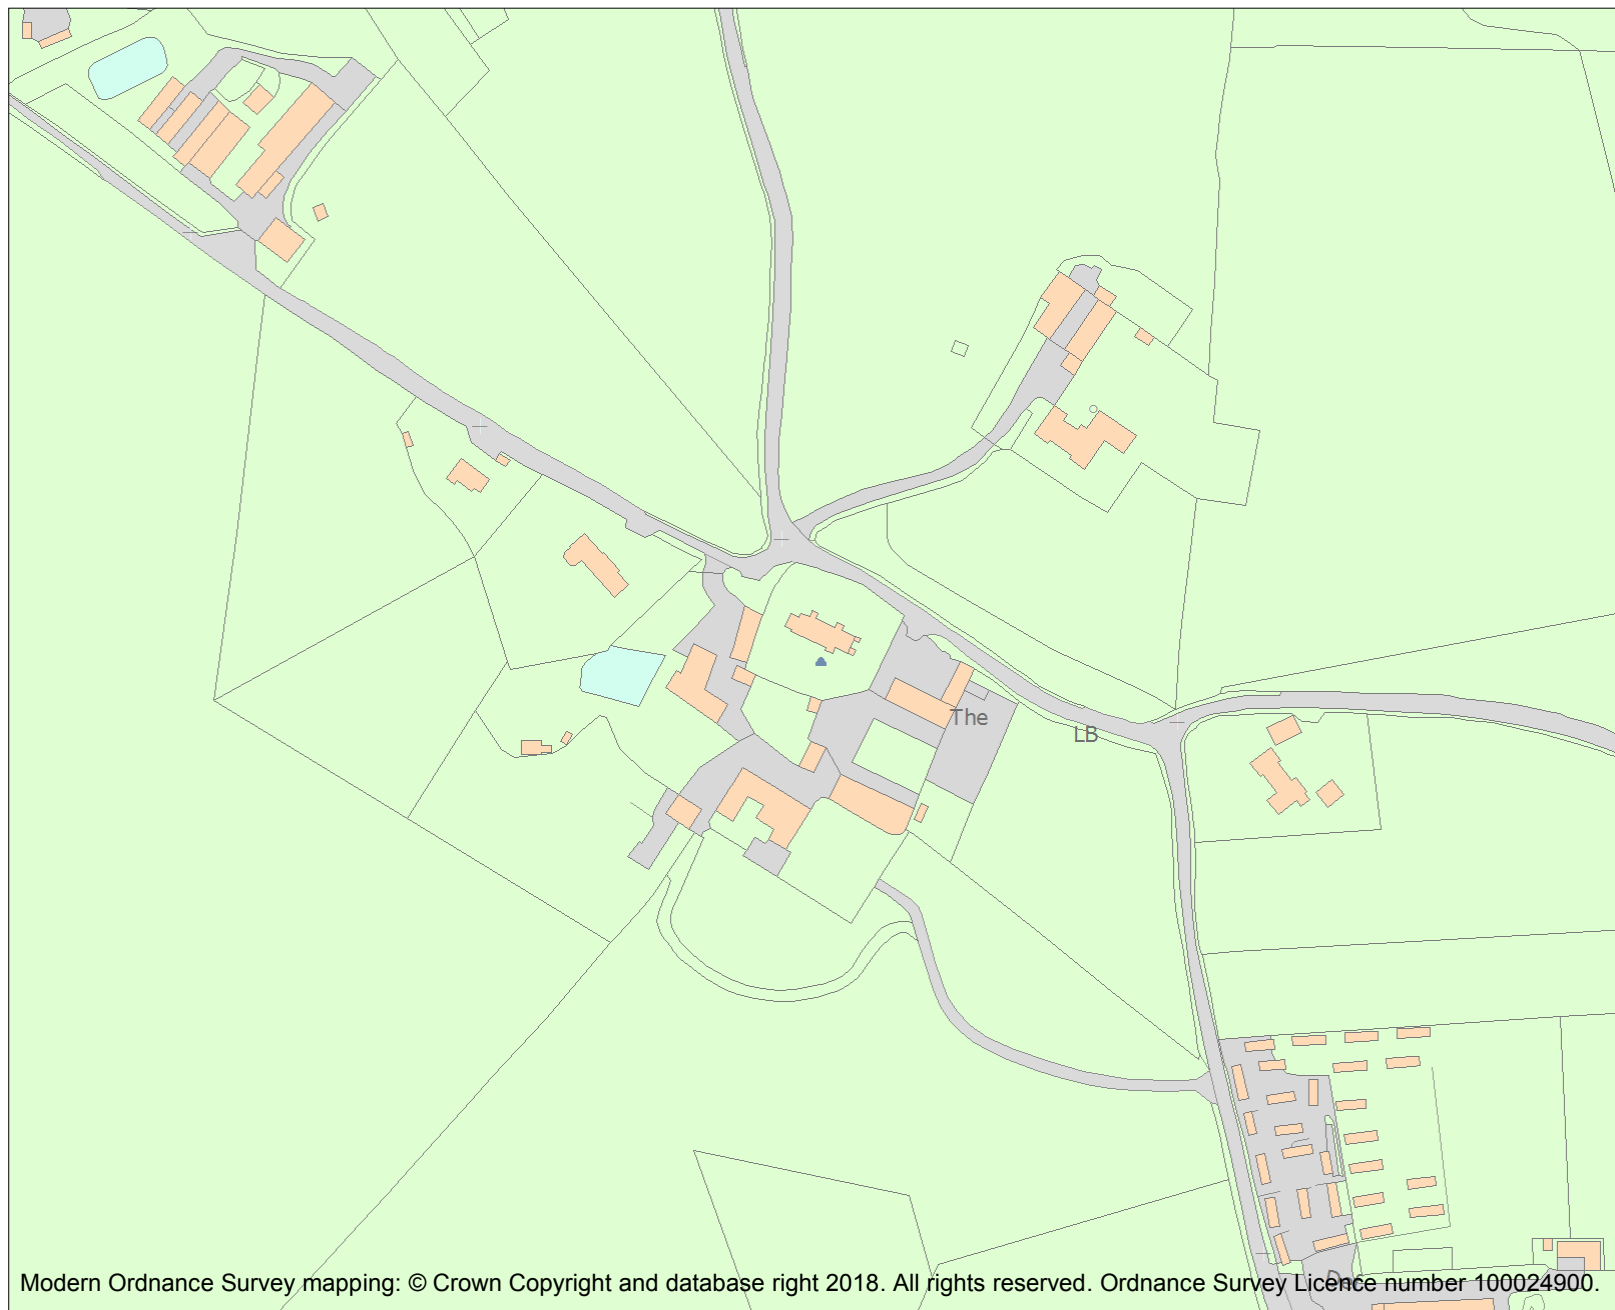 The
LB
Modern Ordnance Survey mapping: © Crown Copyright and database right 2018. All rights reserved. Ordnance Survey Licence number 100024900.